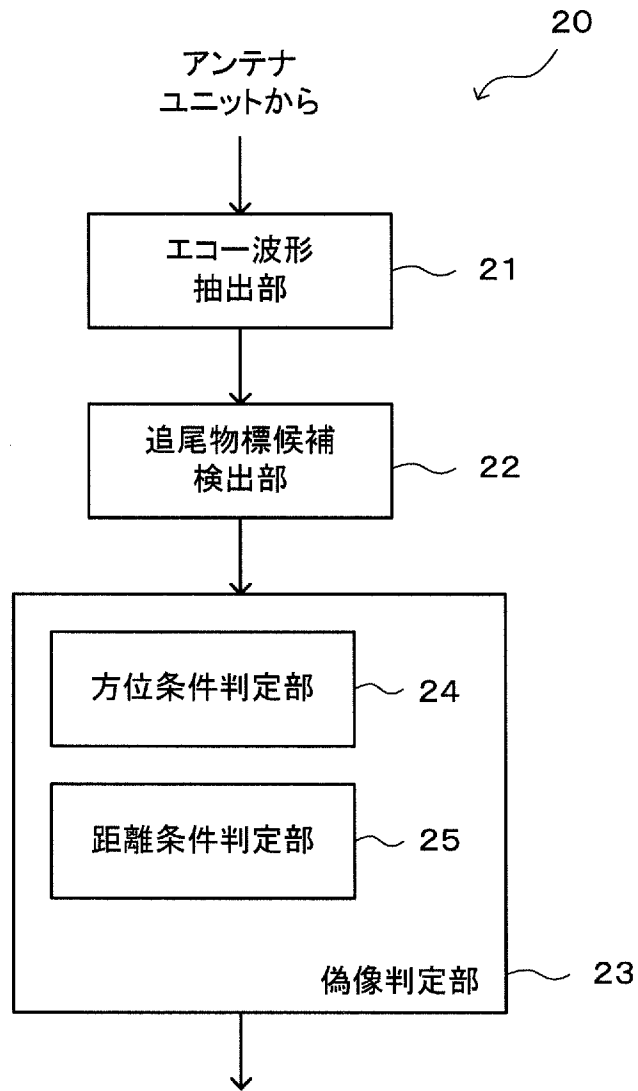 20
アンテナ
ユニットから
エコー波形
抽出部
21
追尾物標候補
検出部
22
方位条件判定部
24
距離条件判定部
25
偽像判定部
23